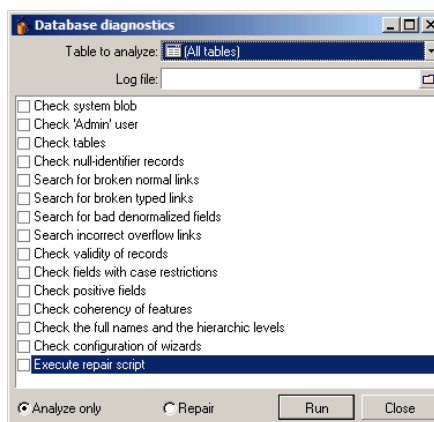 Database diagnostics
Table to analyze: (All tables)
Log file:
Check system blob
Check 'Admin' user
Check tables
Check null-identifier records
Search for broken normal links
Search for broken typed links
Search for bad denormalized fields
Search incorrect overflow links
Check validity of records
Check fields with case restrictions
Check positive fields
Check coherency of features
Check the full names and the hierarchic levels
Check configuration of wizards
Execute repair script
Analyze only Repair Run Close